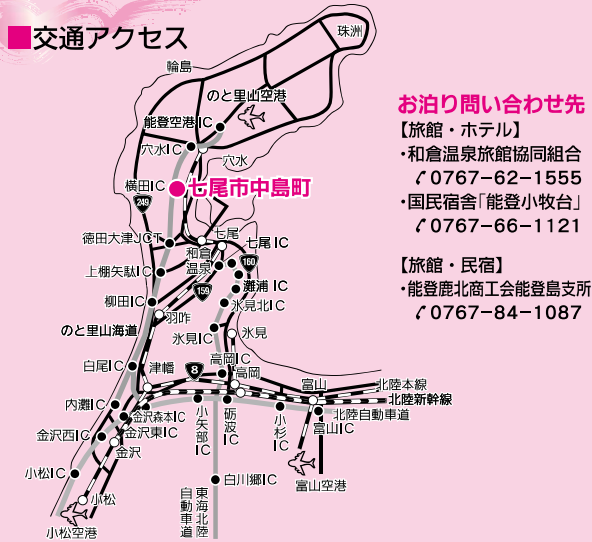 ■交通アクセス
珠洲
輪島
のと里山空港
能登空港IC
穴水IC
穴水
横田IC
七尾市中島町
249
徳田大津JCT
七尾
七尾IC
和倉
温泉
160
上棚矢駄IC
灘浦IC
159
柳田IC
氷見北IC
羽咋
のと里山海道
氷見IC
氷見
白尾IC
津幡
8
高岡IC
高岡
富山
北陸本線
北陸新幹線
内灘IC
金沢森本IC
北陸自動車道
金沢西IC
金沢東IC
小矢部IC
砺波IC
小杉IC
富山IC
金沢
小松IC
白川郷IC
富山空港
小松
東海北陸
自動車道
小松空港
お泊り問い合わせ先
【旅館・ホテル】
・和倉温泉旅館協同組合
0767-62-1555
・国民宿舎「能登小牧台」
0767-66-1121
【旅館・民宿】
・能登鹿北商工会能登島支所
0767-84-1087